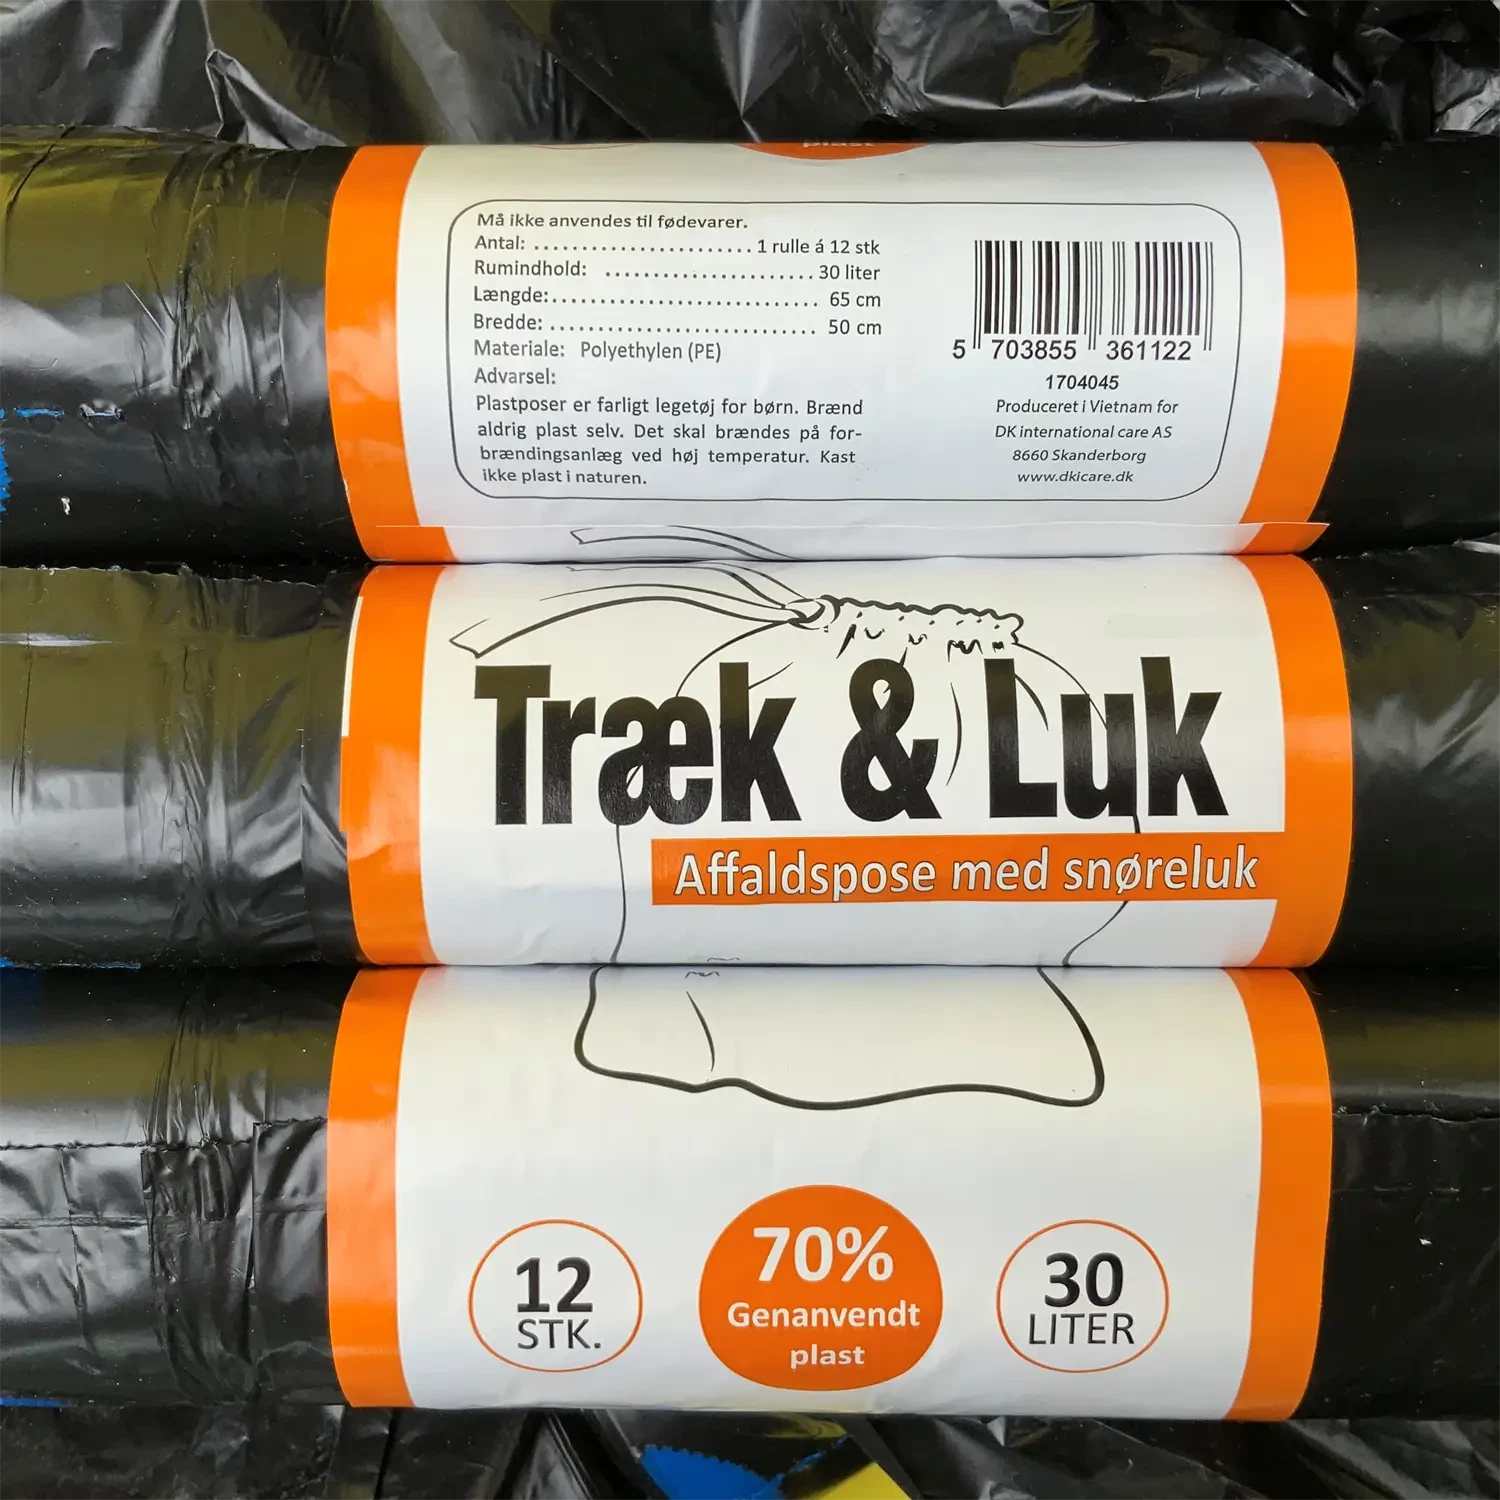 plast
Må ikke anvendes til fødevarer.
Antal: ....................... 1 rulle á 12 stk
Rumindhold: ...................... 30 liter
Længde:............................ 65 cm
Bredde: ............................ 50 cm
Materiale: Polyethylen (PE)
Advarsel:
Plastposer er farligt legetøj for børn. Brænd
aldrig plast selv. Det skal brændes på for-
brændingsanlæg ved høj temperatur. Kast
ikke plast i naturen.
5 703855 361122
1704045
Produceret i Vietnam for
DK international care AS
8660 Skanderborg
www.dkicare.dk
Træk & Luk
Affaldspose med snøreluk
12
STK.
70%
Genanvendt
plast
30
LITER